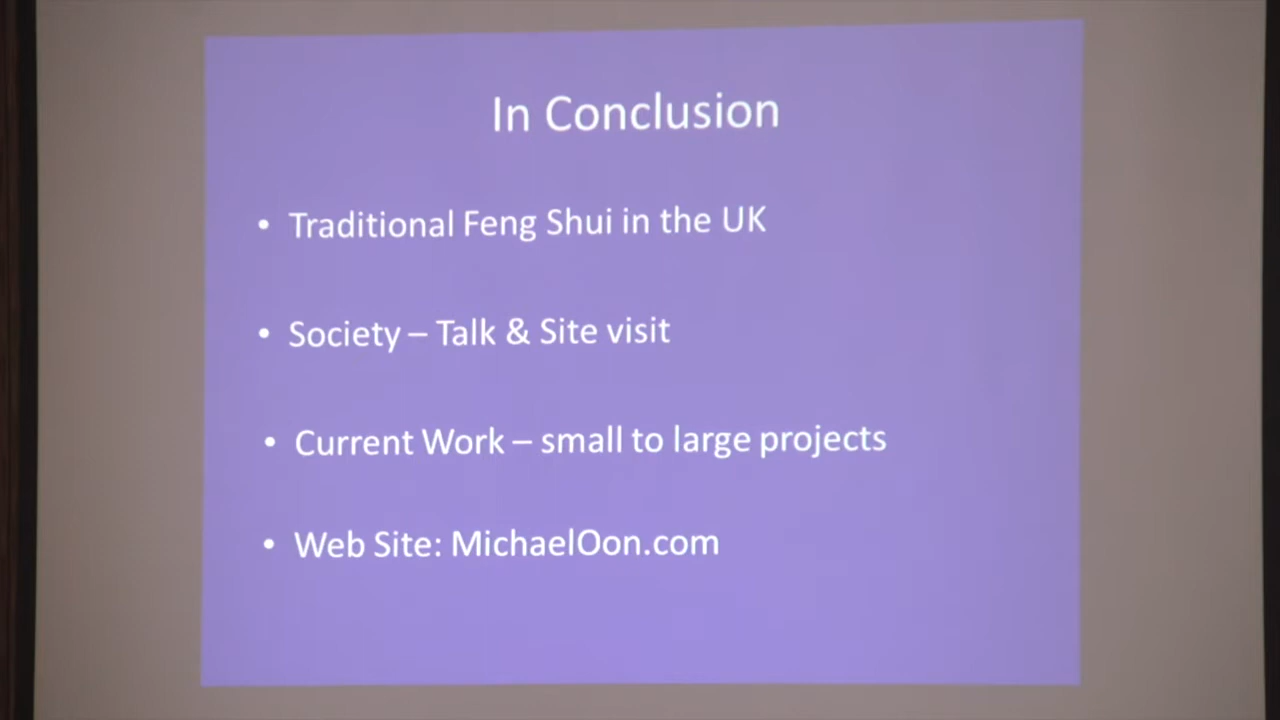 In Conclusion
• Traditional Feng Shui in the UK
• Society – Talk & Site visit
• Current Work – small to large projects
• Web Site: MichaelOon.com